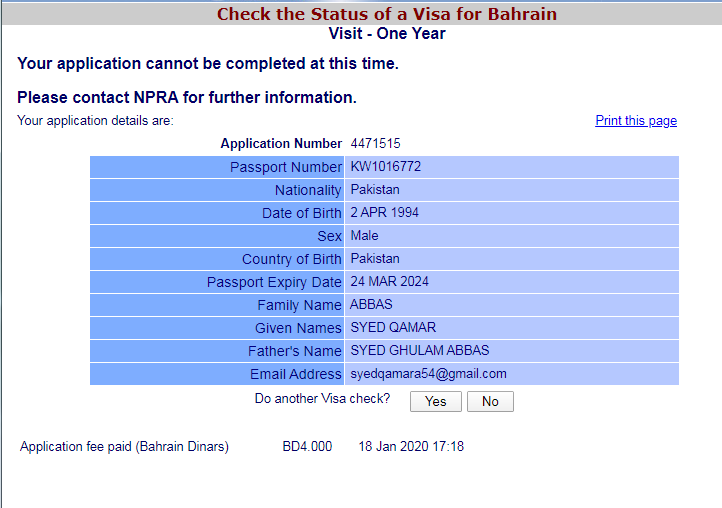 Check the Status of a Visa for Bahrain
Visit - One Year
Your application cannot be completed at this time.
Please contact NPRA for further information.
Your application details are: Print this page
Application Number 4471515
Passport Number KW1016772
Nationality Pakistan
Date of Birth 2 APR 1994
Sex Male
Country of Birth Pakistan
Passport Expiry Date 24 MAR 2024
Family Name ABBAS
Given Names SYED QAMAR
Father's Name SYED GHULAM ABBAS
Email Address syedqamara54@gmail.com
Do another Visa check? Yes No
Application fee paid (Bahrain Dinars) BD4.000 18 Jan 2020 17:18